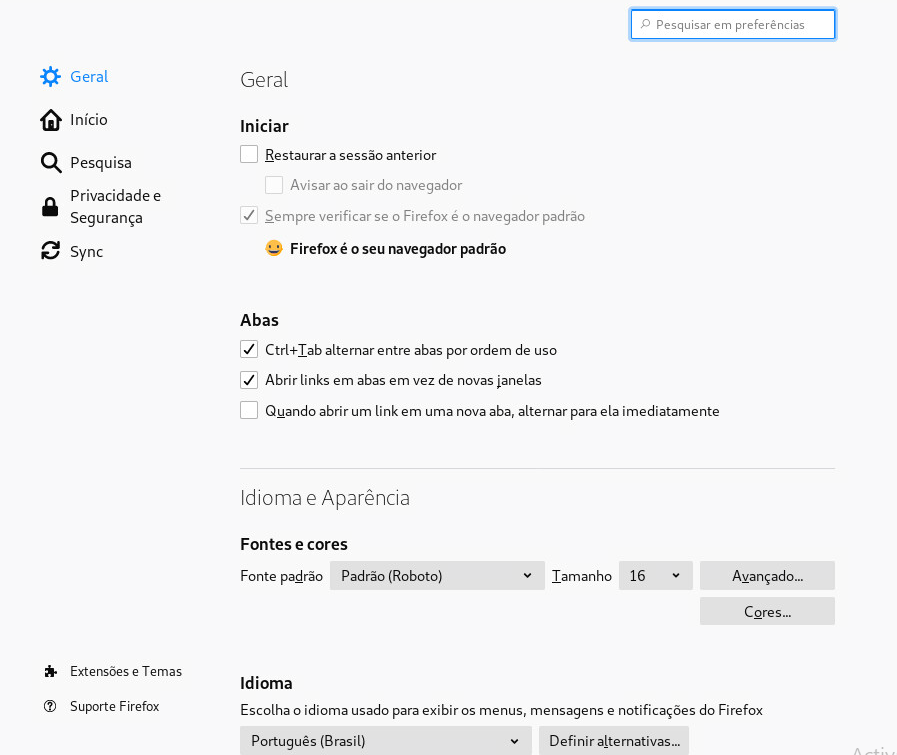 Pesquisar em preferências
Geral
Início
Pesquisa
Privacidade e
Segurança
Sync
Extensões e Temas
Suporte Firefox
Geral
Iniciar
Restaurar a sessão anterior
Avisar ao sair do navegador
Sempre verificar se o Firefox é o navegador padrão
Firefox é o seu navegador padrão
Abas
Ctrl+Tab alternar entre abas por ordem de uso
Abrir links em abas em vez de novas janelas
Quando abrir um link em uma nova aba, alternar para ela imediatamente
Idioma e Aparência
Fontes e cores
Fonte padrão Padrão (Roboto) Tamanho 16 Avançado...
Cores...
Idioma
Escolha o idioma usado para exibir os menus, mensagens e notificações do Firefox
Português (Brasil) Definir alternativas...